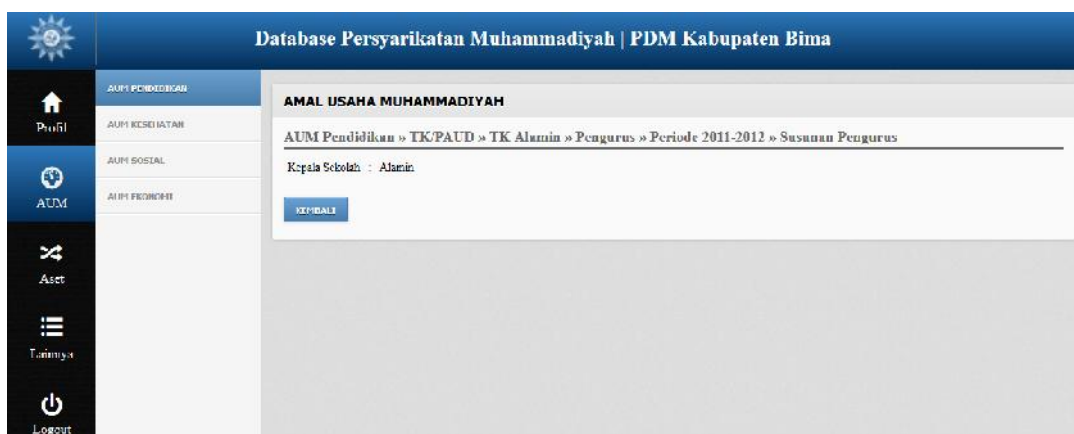 Database Persyarikatan Muhammadiyah | PDM Kabupaten Bima
Profil
AUM
Aset
Lainnya
Logout
AUM PENDIDIKAN
AUM KESEHATAN
AUM SOSIAL
AUM EKONOMI
AMAL USAHA MUHAMMADIYAH
AUM Pendidikan » TK/PAUD » TK Alamin » Pengurus » Periode 2011-2012 » Susunan Pengurus
Kepala Sekolah : Alamin
KEMBALI